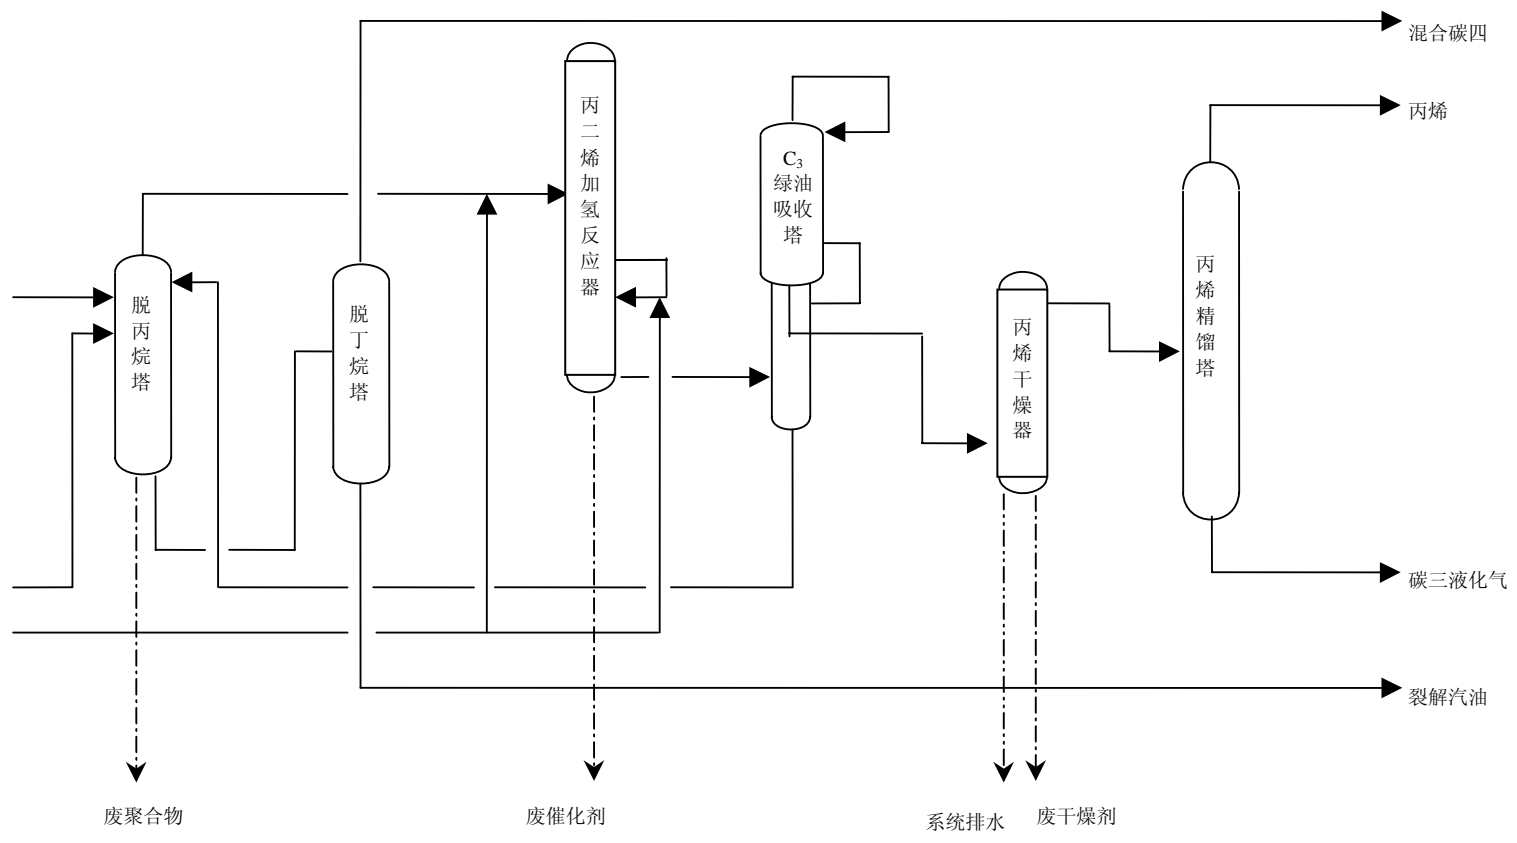 混合碳四
丙烯
丙二烯加氢反应器
C₃
绿油
吸收
塔
脱丙烷塔
脱丁烷塔
丙烯干燥器
丙烯精馏塔
碳三液化气
裂解汽油
废聚合物
废催化剂
系统排水
废干燥剂